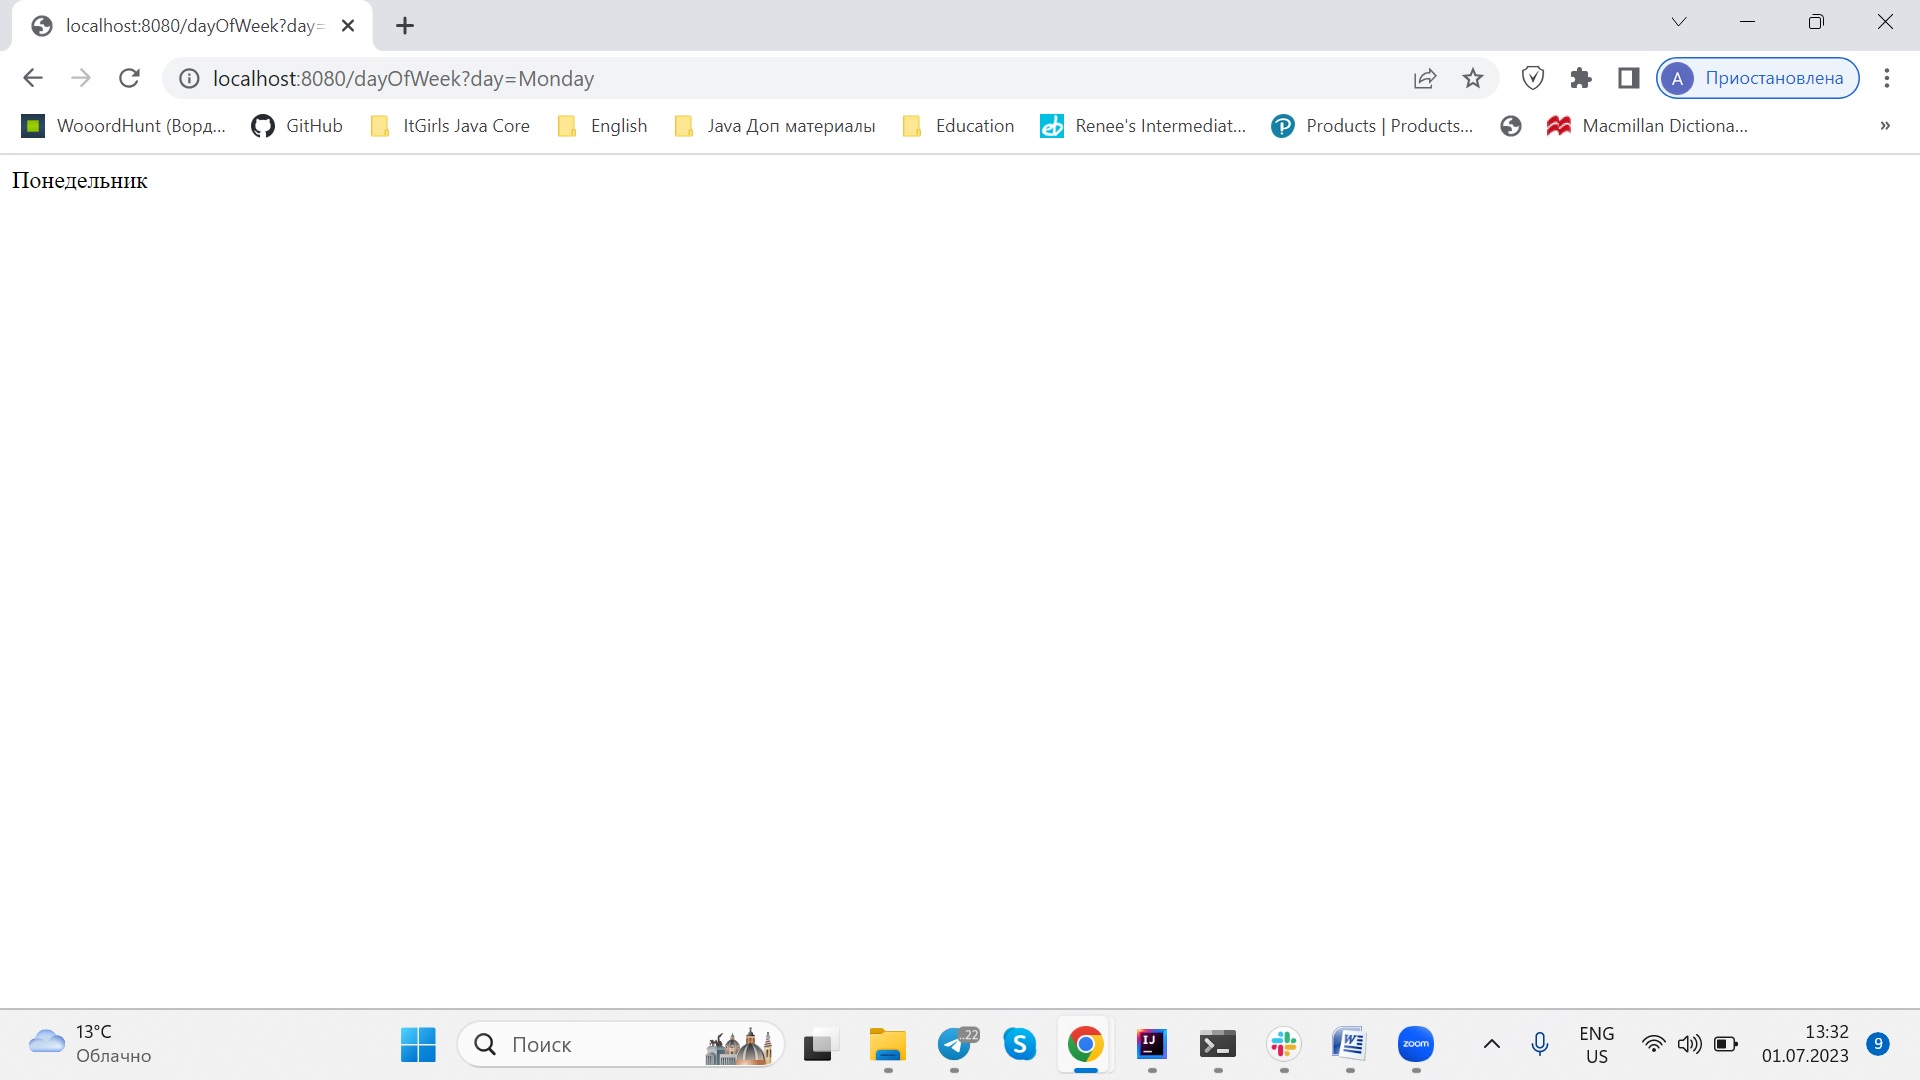 localhost:8080/dayOfWeek?day=
localhost:8080/dayOfWeek?day=Monday
A Приостановлена
WooordHunt (Ворд... GitHub ItGirls Java Core English Java Доп материалы Education Renee's Intermediat... Products | Products... Macmillan Dictiona... »
Понедельник
13°C
Облачно
Поиск
..22
S
IJ
W
zoom
ENG
US
13:32
01.07.2023
9